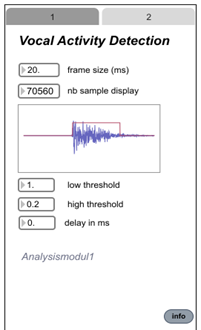 1 2
Vocal Activity Detection
20. frame size (ms)
70560 nb sample display
1. low threshold
0.2 high threshold
0. delay in ms
Analysismodul1
info